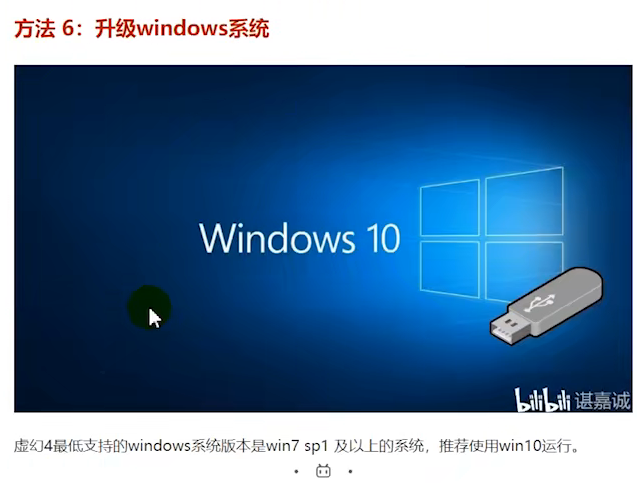 方法 6：升级windows系统
Windows 10
bilibili 谌嘉诚
虚幻4最低支持的windows系统版本是win7 sp1 及以上的系统，推荐使用win10运行。